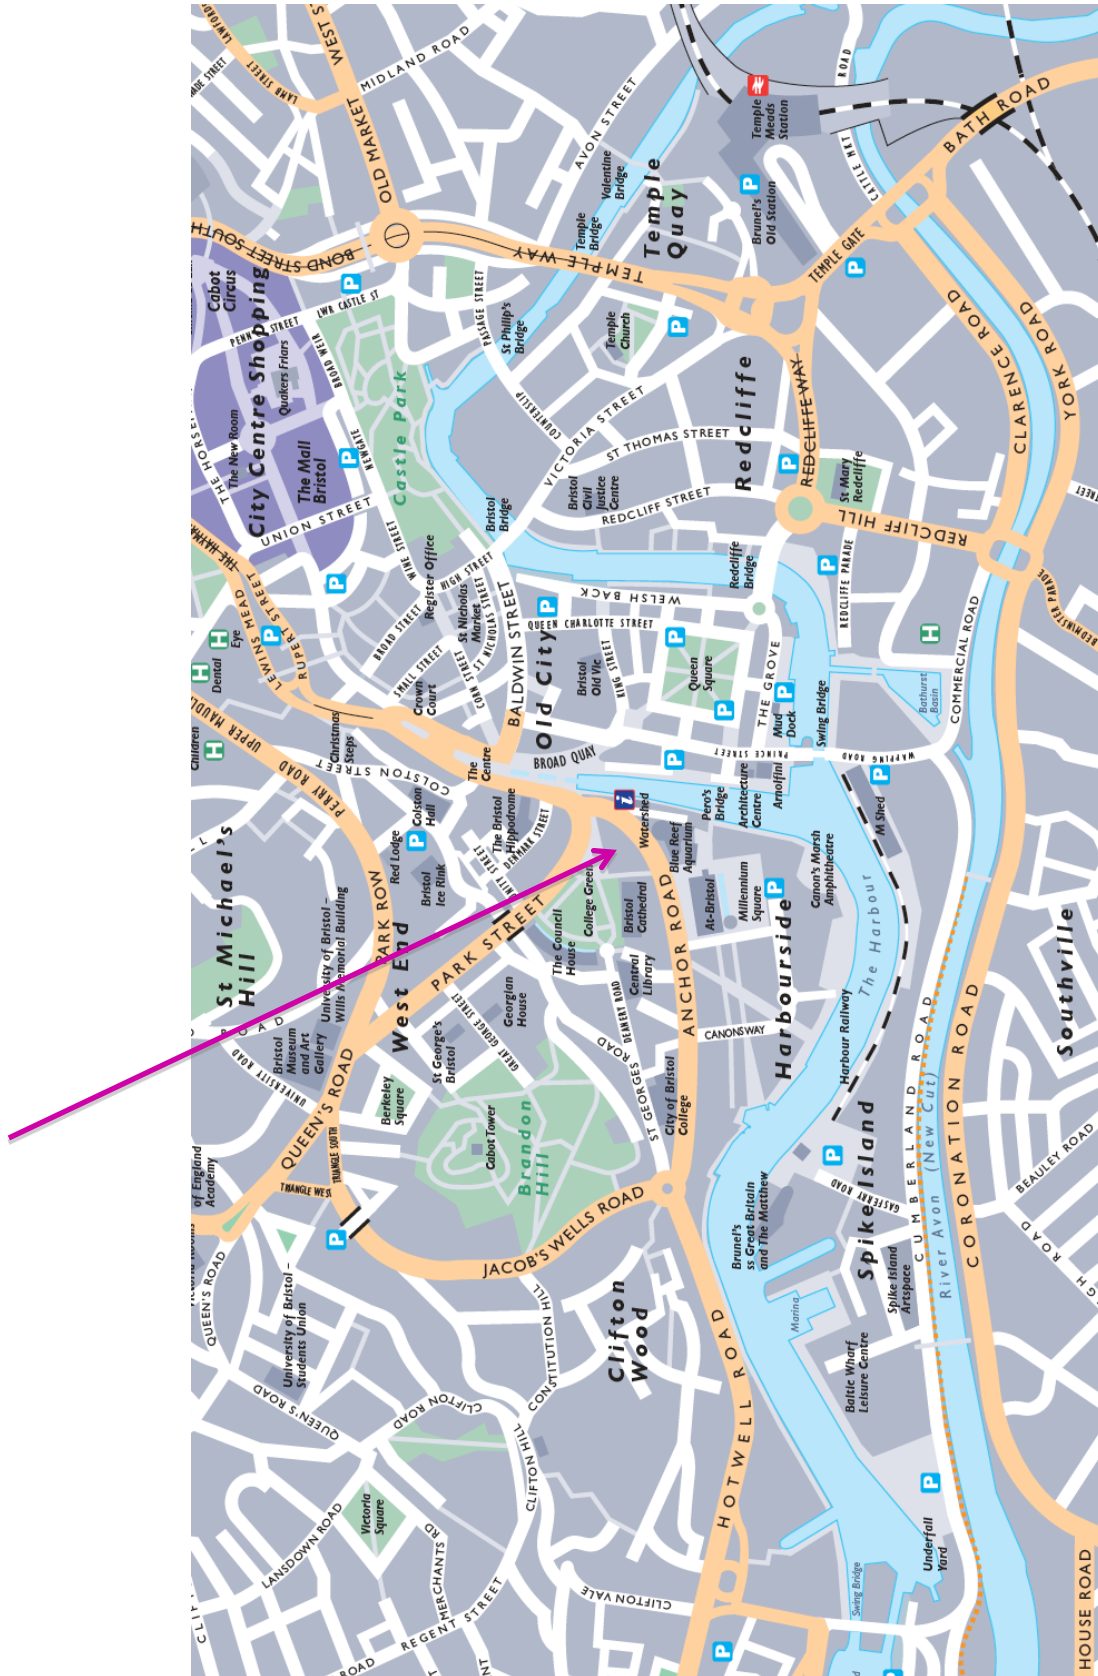 LAWFORD
WEST S
MIDLAND ROAD
ADE STREET
LAMB STREET
OLD MARKET
AVON STREET
ROAD
Temple
Meads
Station
BATH ROAD
Valentine
Bridge
Temple
Quay
Temple
Bridge
Brunel's
Old Station
CATTLE MKT
TEMPLE GATE
BOND STREET SOUTH
Cabot
Circus
TEMPLE WAY
P
City Centre Shopping
PENN STREET
LWR CASTLE ST
PASSAGE STREET
St Philip's
Bridge
Temple
Church
CLARENCE ROAD
YORK ROAD
BROAD WEIR
Quakers Friars
The New Room
THE HORSEF
The Mall
Bristol
NEWGATE
Castle Park
COUNTERSLIP
VICTORIA STREET
ST THOMAS STREET
Redcliffe
REDCLIFFE WAY
St Mary
Redcliffe
UNION STREET
WINE STREET
Bristol
Bridge
Bristol
Civil
Justice
Centre
REDCLIFF STREET
REDCLIFF HILL
STREET
THE HAYM
Register Office
HIGH STREET
Redcliffe
Bridge
REDCLIFFE PARADE
BEDMINSTER PARADE
LEWINS MEAD
RUPERT STREET
BROAD STREET
St Nicholas
Market
ST NICHOLAS STREET
CORN STREET
SMALL STREET
BALDWIN STREET
WELSH BACK
QUEEN CHARLOTTE STREET
Old City
Bristol
Old Vic
KING STREET
Queen
Square
THE GROVE
H
Eye
Dental
Children
UPPER MAUDL
Crown
Court
Mud
Dock
Swing Bridge
Bathurst
Basin
COMMERCIAL ROAD
Christmas
Steps
COLSTON STREET
The
Centre
BROAD QUAY
PRINCE STREET
WAPPING ROAD
PERRY ROAD
Colston
Hall
The Bristol
Hippodrome
DENMARK STREET
i
Watershed
Pero's
Bridge
Architecture
Centre
Arnolfini
M Shed
St Michael's
Hill
Red Lodge
Bristol
Ice Rink
College Green
Blue Reef
Aquarium
Canon's Marsh
Amphitheatre
The Harbour
PARK ROW
PARK STREET
Bristol
Cathedral
At-Bristol
Millennium
Square
University of Bristol –
Wills Memorial Building
West End
The Council
House
Central
Library
ANCHOR ROAD
Harbourside
Southville
Bristol
Museum
and Art
Gallery
ROAD
UNIVERSITY ROAD
Georgian
House
GREAT GEORGE STREET
St George's
Bristol
DEANERY ROAD
CANONSWAY
Harbour Railway
QUEEN'S ROAD
Berkeley
Square
ST GEORGES ROAD
City of Bristol
College
CUMBERLAND ROAD
River Avon (New Cut)
CORONATION ROAD
Cabot Tower
Brandon
Hill
TRIANGLE SOUTH
TRIANGLE WEST
of England
Academy
JACOB'S WELLS ROAD
Brunel's
ss Great Britain
and The Matthew
GASFERRY ROAD
Spike Island
BEAULEY ROAD
ROAD
QUEEN'S ROAD
University of Bristol –
Students Union
CONSTITUTION HILL
Clifton
Wood
Marina
Spike Island
Artspace
Baltic Wharf
Leisure Centre
QUEEN'S ROAD
CLIFTON ROAD
CLIFTON HILL
HOTWELL ROAD
Victoria
Square
LANSDOWN ROAD
MERCHANTS RD
REGENT STREET
CLIFTON VALE
Underfall
Yard
Swing Bridge
ROAD
HOUSE ROAD